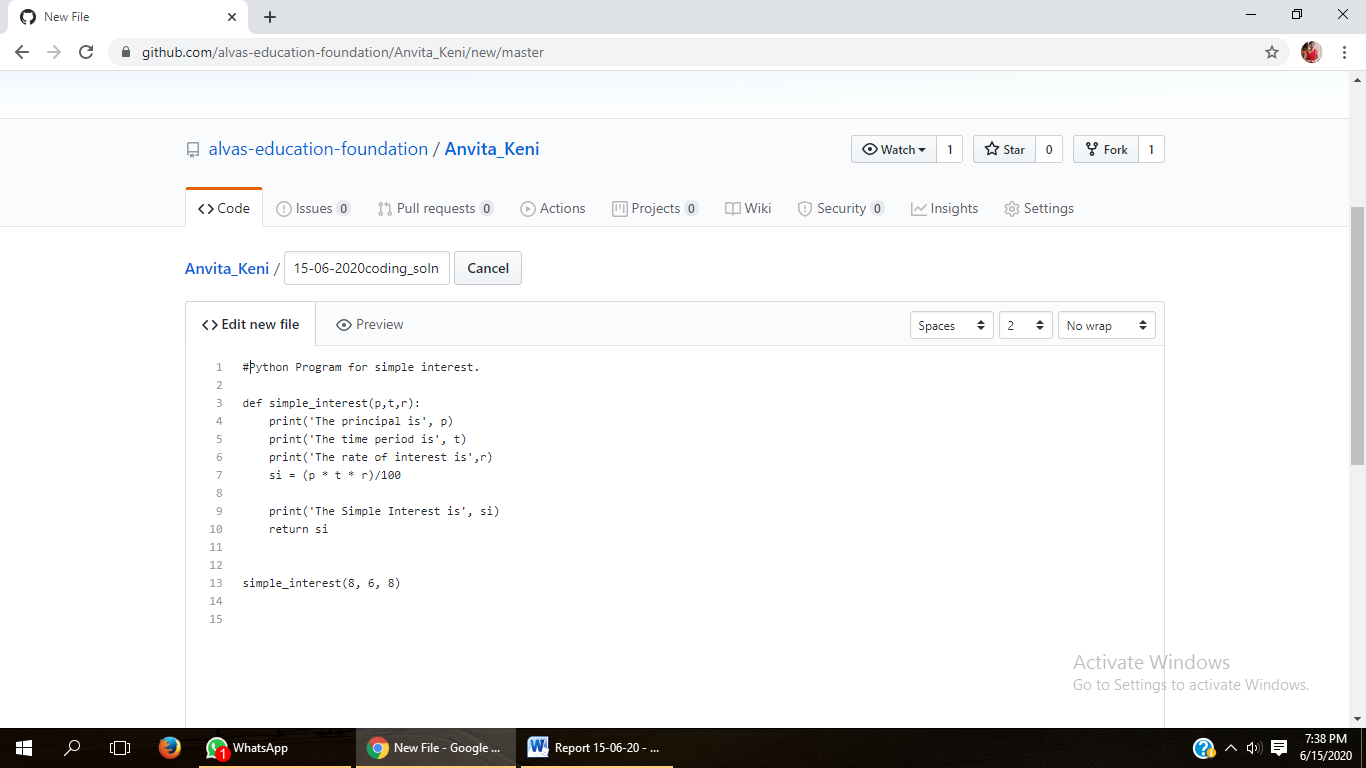 New File
github.com/alvas-education-foundation/Anvita_Keni/new/master
alvas-education-foundation / Anvita_Keni
Watch 1 Star 0 Fork 1
Code Issues 0 Pull requests 0 Actions Projects 0 Wiki Security 0 Insights Settings
Anvita_Keni / 15-06-2020coding_soln Cancel
Edit new file Preview Spaces 2 No wrap
1 #Python Program for simple interest.
2
3 def simple_interest(p,t,r):
4 print('The principal is', p)
5 print('The time period is', t)
6 print('The rate of interest is',r)
7 si = (p * t * r)/100
8
9 print('The Simple Interest is', si)
10 return si
11
12
13 simple_interest(8, 6, 8)
14
15
Activate Windows
Go to Settings to activate Windows.
1 WhatsApp New File - Google ... Report 15-06-20 - ... 7:38 PM
6/15/2020